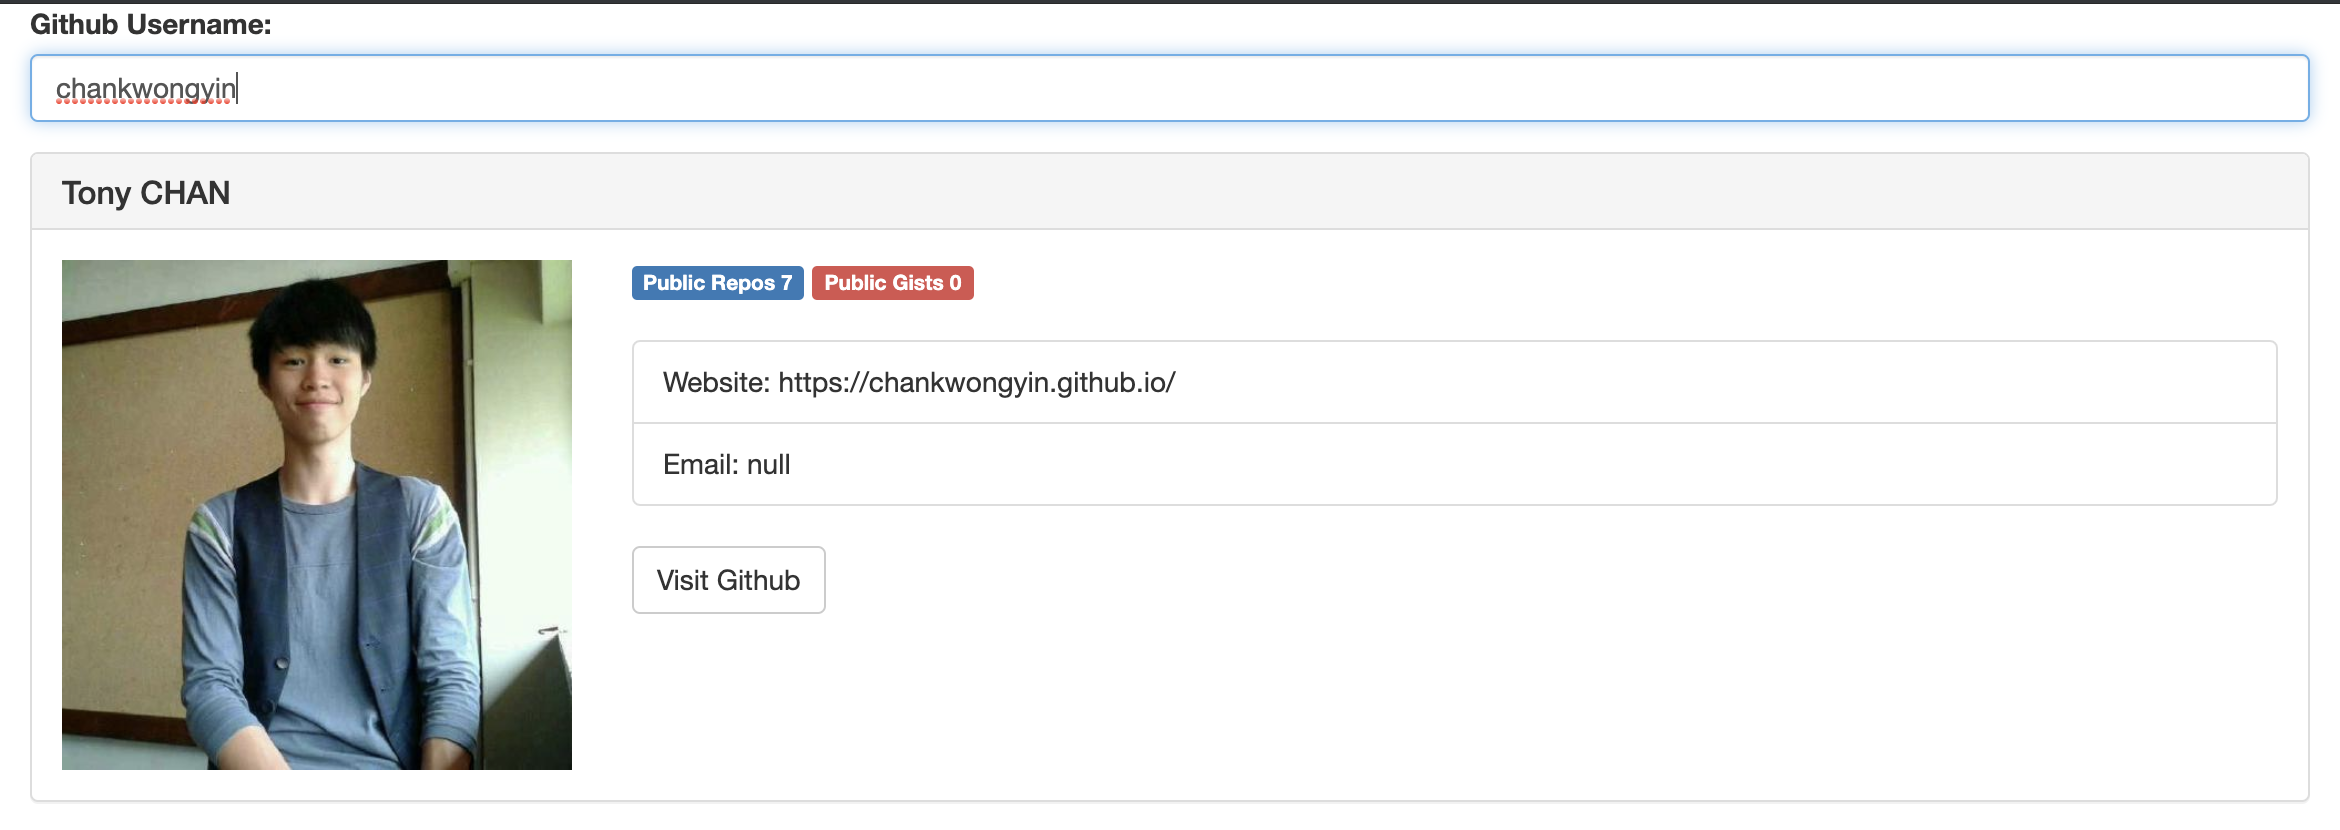 Github Username:
chankwongyin
Tony CHAN
Public Repos 7 Public Gists 0
Website: https://chankwongyin.github.io/
Email: null
Visit Github